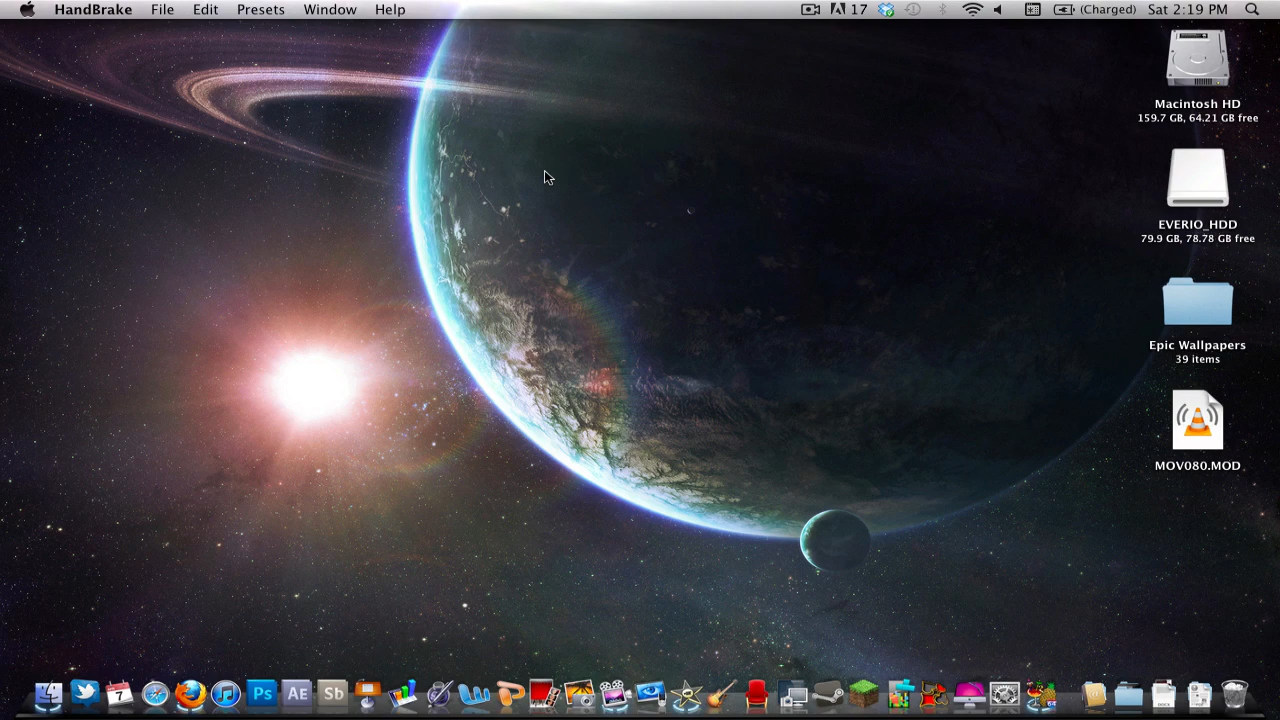 HandBrake File Edit Presets Window Help 17 (Charged) Sat 2:19 PM
Macintosh HD
159.7 GB, 64.21 GB free
EVERIO_HDD
79.9 GB, 78.78 GB free
Epic Wallpapers
39 items
MOV080.MOD
7 Ps AE Sb